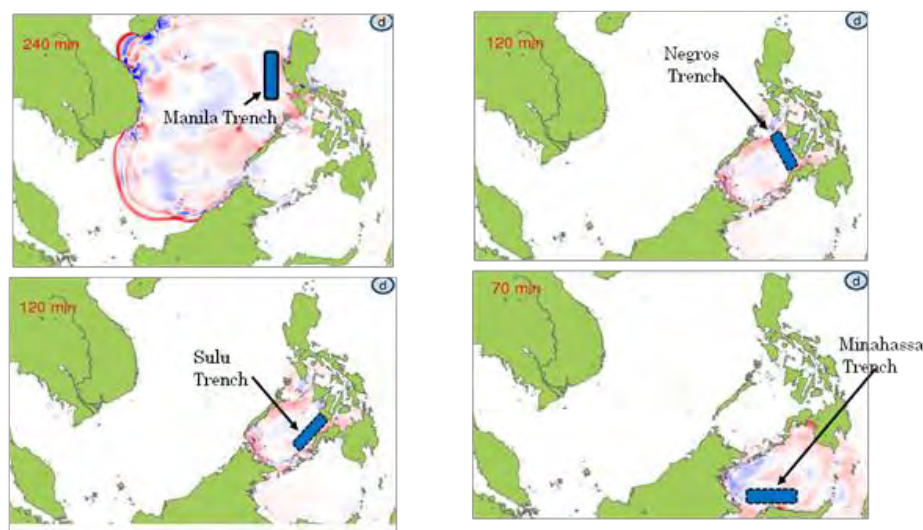 240 min
d
Manila Trench
120 min
d
Negros
Trench
120 min
d
Sulu
Trench
70 min
d
Minahassa
Trench